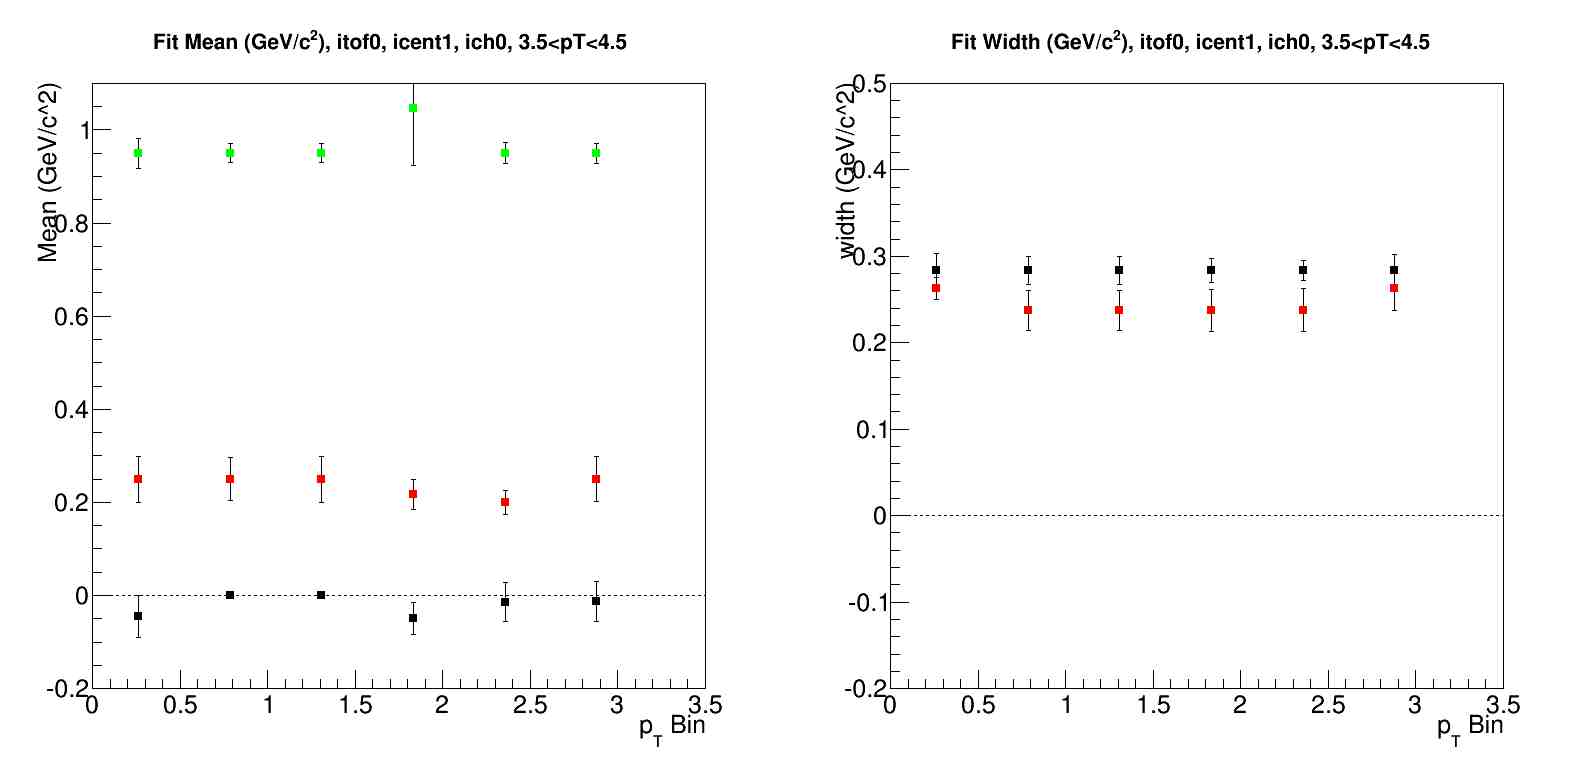 Fit Mean (GeV/c2), itof0, icent1, ich0, 3.5<pT<4.5
Mean (GeV/c^2)
1
0.8
0.6
0.4
0.2
0
-0.2
0 0.5 1 1.5 2 2.5 3 3.5
pT Bin
Fit Width (GeV/c2), itof0, icent1, ich0, 3.5<pT<4.5
width (GeV/c^2)
0.5
0.4
0.3
0.2
0.1
0
-0.1
-0.2
0 0.5 1 1.5 2 2.5 3 3.5
pT Bin